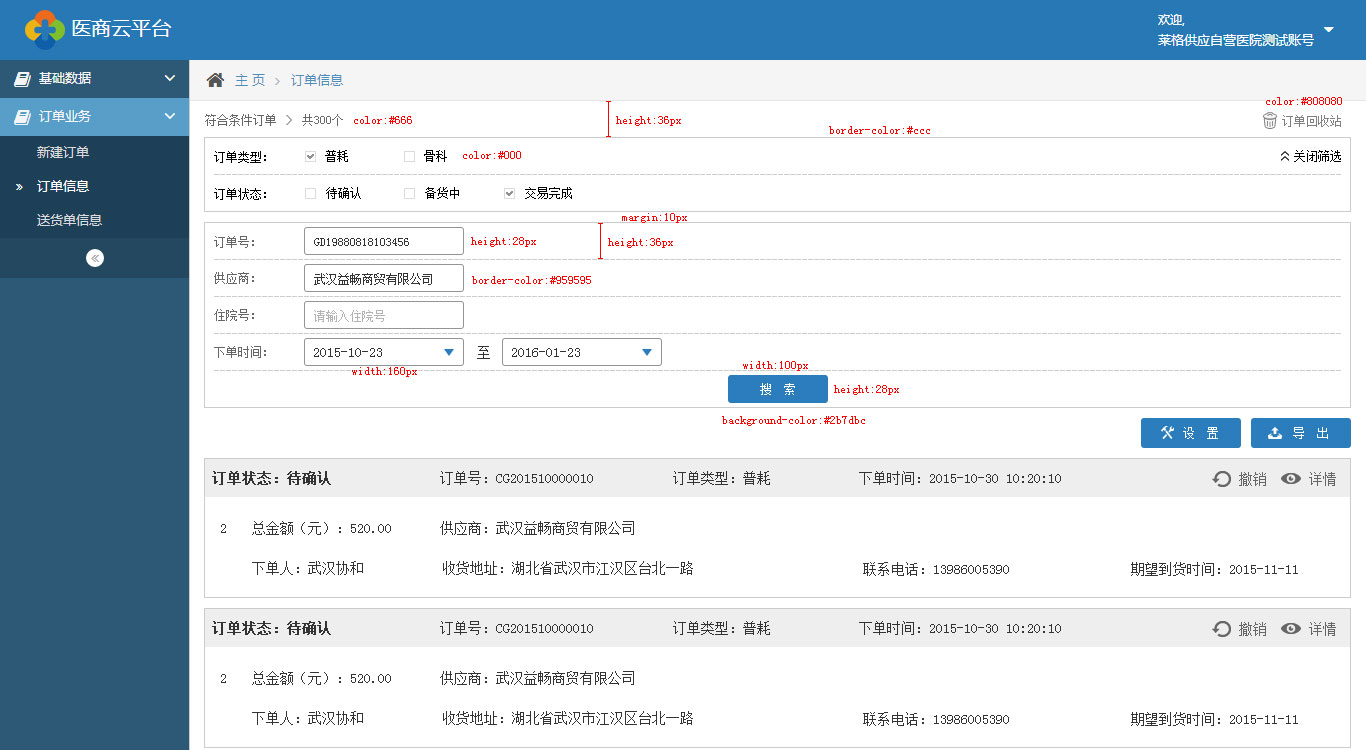 医商云平台
欢迎,
莱格供应自营医院测试账号
基础数据
订单业务
新建订单
» 订单信息
送货单信息
主 页 > 订单信息
color:#808080
符合条件订单 > 共300个 color:#666
height:36px
border-color:#ccc
订单回收站
订单类型: 普耗 骨科 color:#000
关闭筛选
订单状态: 待确认 备货中 交易完成
margin:10px
订单号: GD19880818103456 height:28px height:36px
供应商: 武汉益畅商贸有限公司 border-color:#959595
住院号: 请输入住院号
下单时间: 2015-10-23 至 2016-01-23
width:160px
width:100px
搜 索 height:28px
background-color:#2b7dbc
设 置 导 出
订单状态: 待确认 订单号: CG201510000010 订单类型: 普耗 下单时间: 2015-10-30 10:20:10 撤销 详情
2 总金额（元）: 520.00 供应商: 武汉益畅商贸有限公司
下单人: 武汉协和 收货地址: 湖北省武汉市江汉区台北一路 联系电话: 13986005390 期望到货时间: 2015-11-11
订单状态: 待确认 订单号: CG201510000010 订单类型: 普耗 下单时间: 2015-10-30 10:20:10 撤销 详情
2 总金额（元）: 520.00 供应商: 武汉益畅商贸有限公司
下单人: 武汉协和 收货地址: 湖北省武汉市江汉区台北一路 联系电话: 13986005390 期望到货时间: 2015-11-11